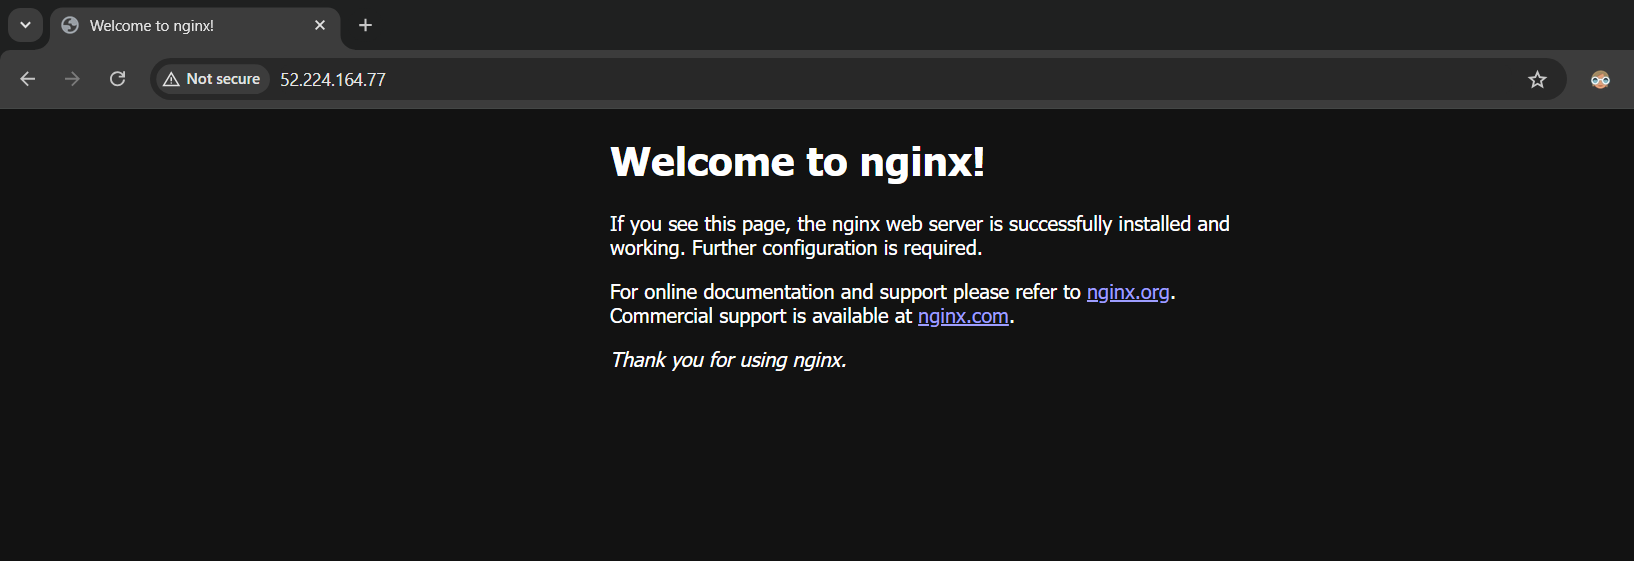 Welcome to nginx!
Not secure
52.224.164.77
Welcome to nginx!
If you see this page, the nginx web server is successfully installed and
working. Further configuration is required.
For online documentation and support please refer to nginx.org.
Commercial support is available at nginx.com.
Thank you for using nginx.